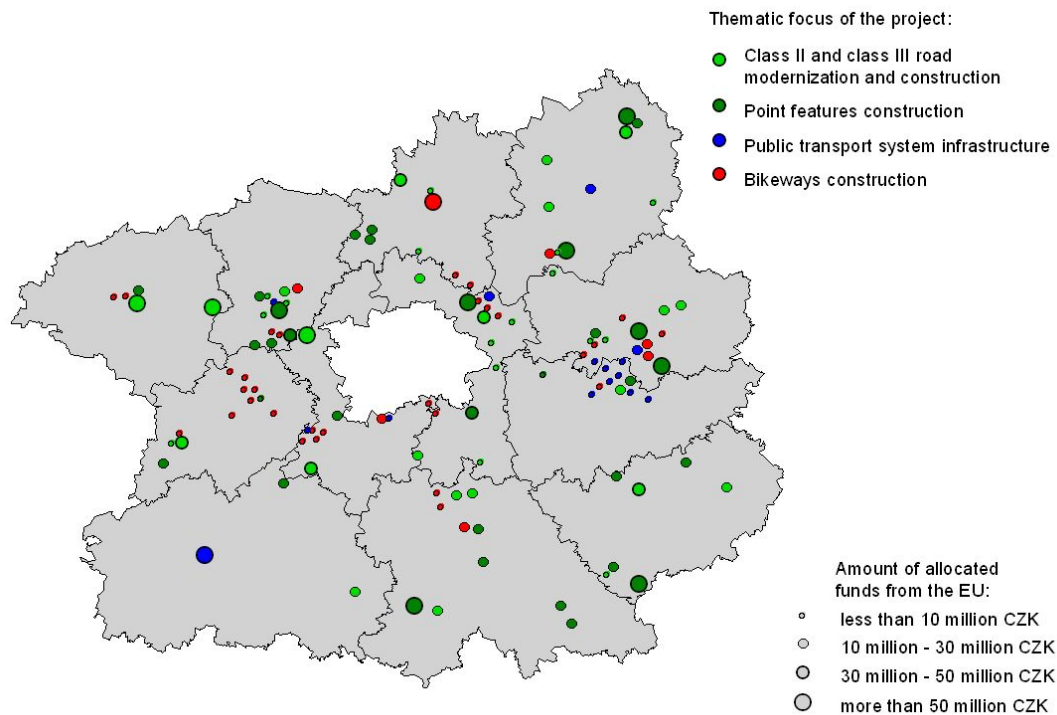 Thematic focus of the project:
Class II and class III road
modernization and construction
Point features construction
Public transport system infrastructure
Bikeways construction
Amount of allocated
funds from the EU:
less than 10 million CZK
10 million - 30 million CZK
30 million - 50 million CZK
more than 50 million CZK